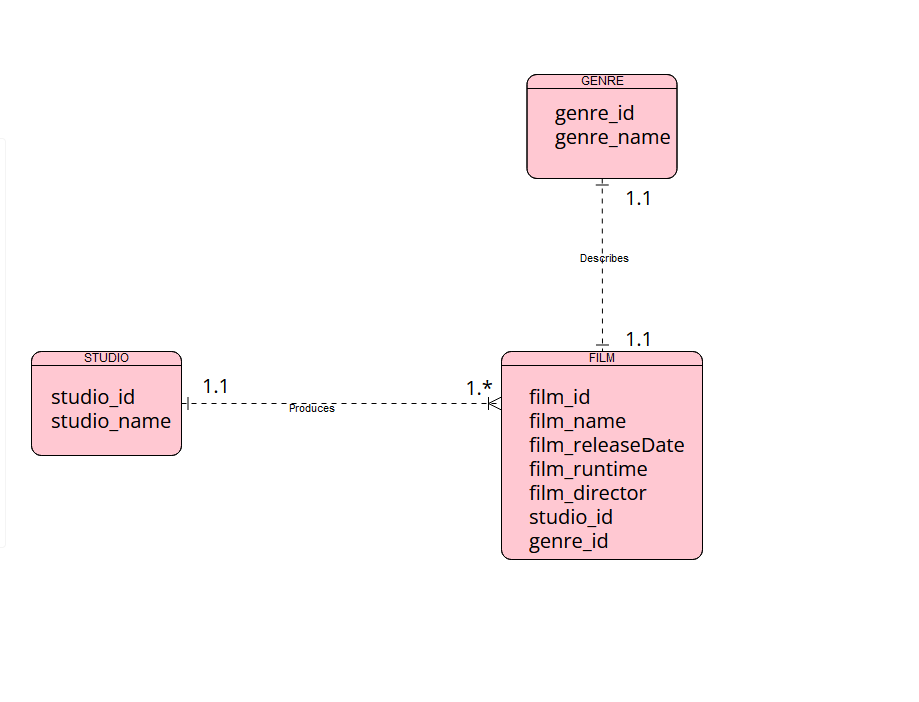 GENRE
genre_id
genre_name
1.1
Describes
1.1
STUDIO
studio_id
studio_name
1.1
Produces
1.*
FILM
film_id
film_name
film_releaseDate
film_runtime
film_director
studio_id
genre_id